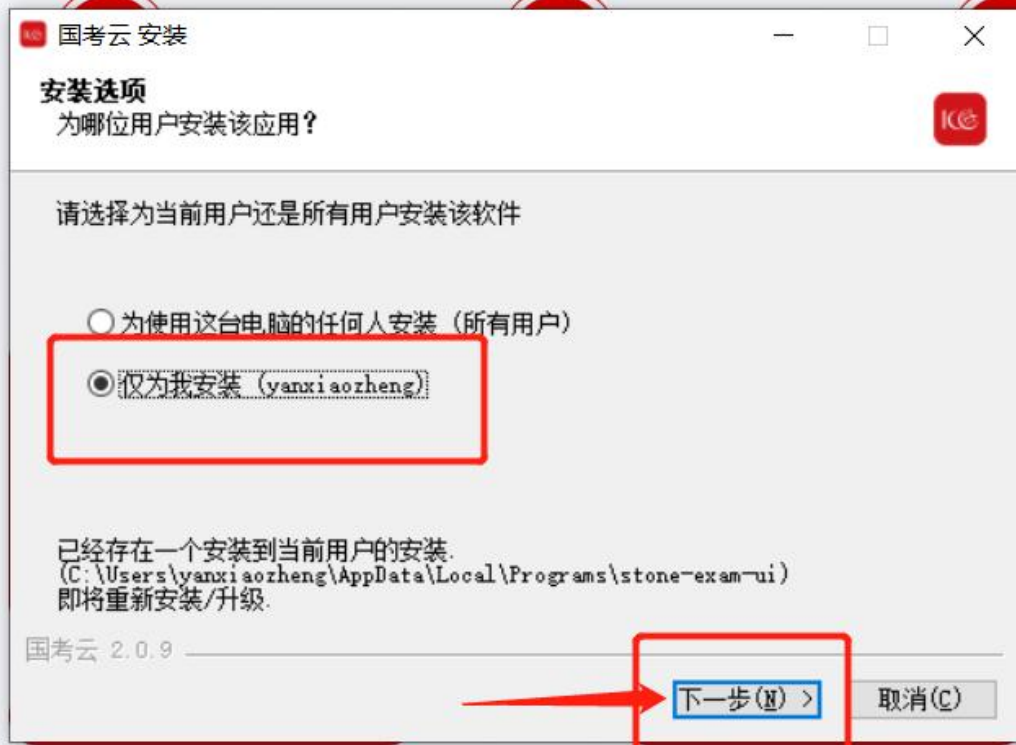 国考云 安装
安装选项
为哪位用户安装该应用？
请选择为当前用户还是所有用户安装该软件
为使用这台电脑的任何人安装（所有用户）
仅为我安装（yanxiaozheng）
已经存在一个安装到当前用户的安装.
(C:\Users\yanxiaozheng\AppData\Local\Programs\stone-exam-ui)
即将重新安装/升级.
国考云 2.0.9
下一步(N) > 取消(C)